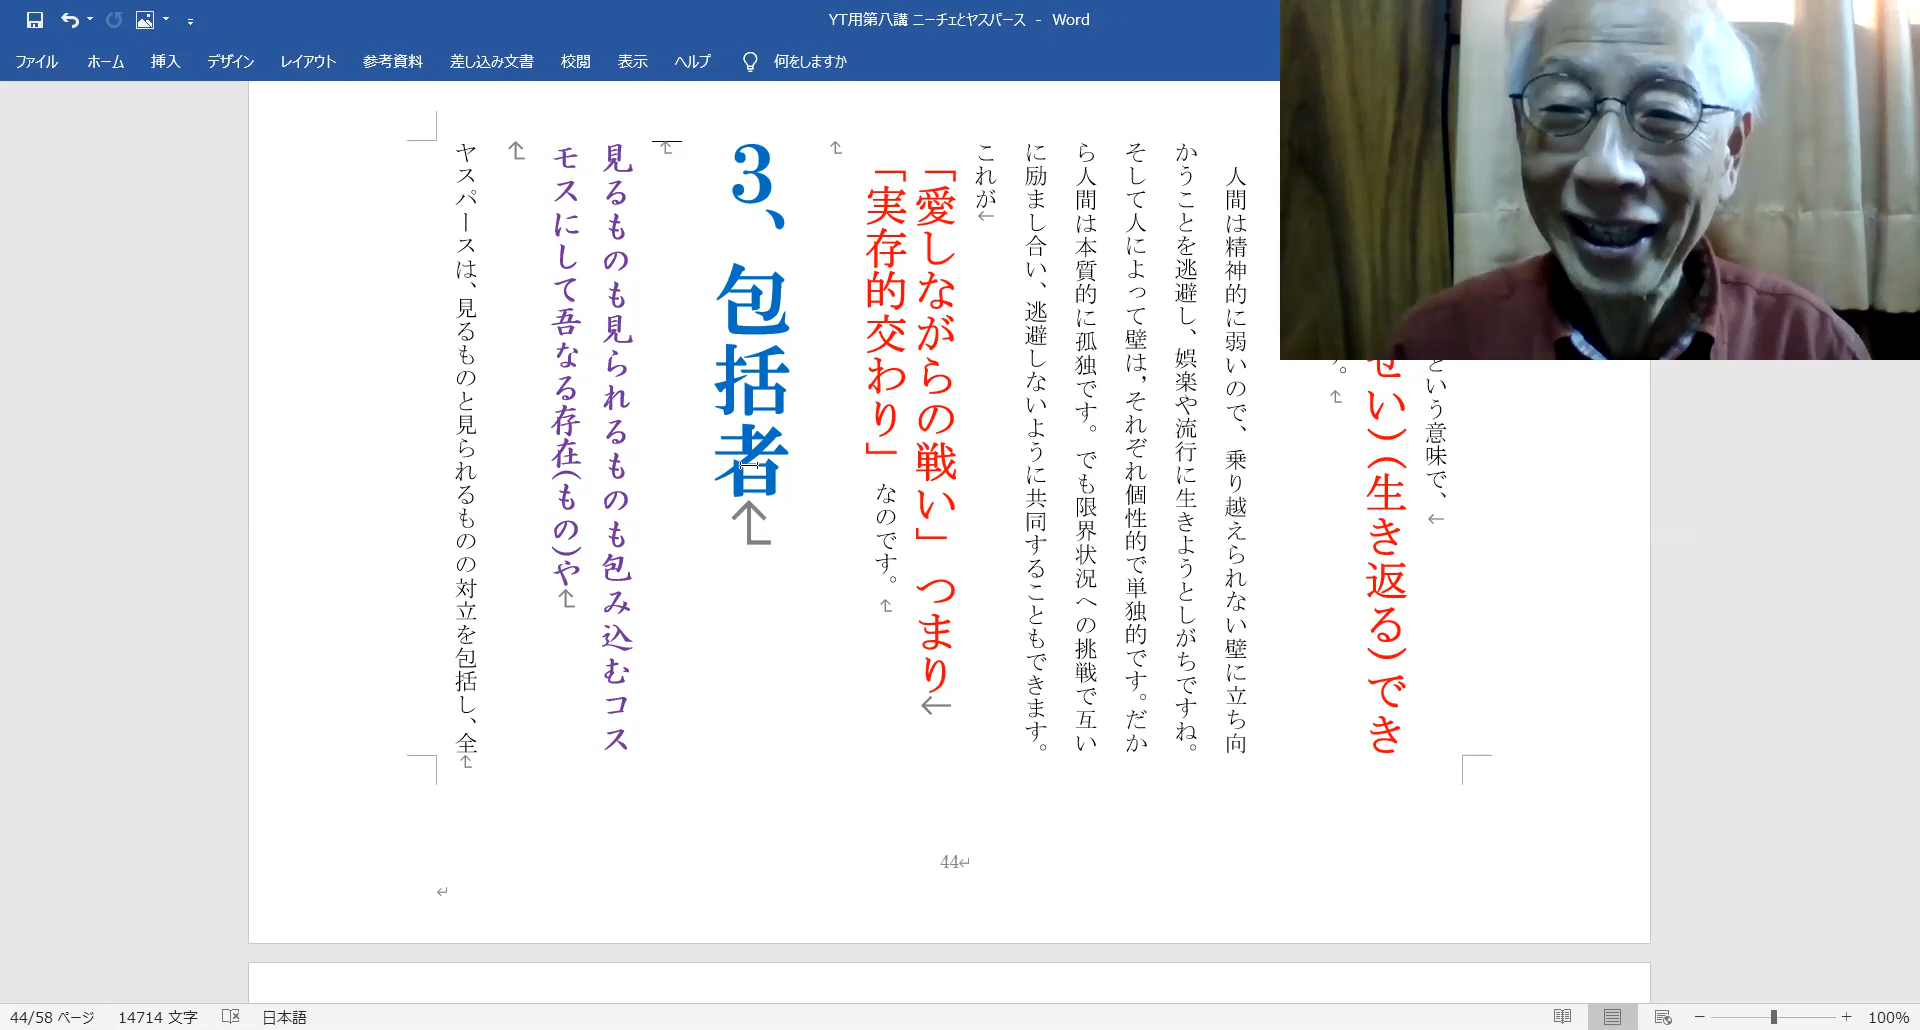 YT用第八講 ニーチェとヤスパース - Word
ファイル ホーム 挿入 デザイン レイアウト 参考資料 差し込み文書 校閲 表示 ヘルプ 何をしますか
という意味で、
せい)(生き返る)でき
す。
人間は精神的に弱いので、乗り越えられない壁に立ち向
かうことを逃避し、娯楽や流行に生きようとしがちですね。
そして人によって壁は，それぞれ個性的で単独的です。だか
ら人間は本質的に孤独です。でも限界状況への挑戦で互い
に励まし合い、逃避しないように共同することもできます。
これが
「愛しながらの戦い」つまり
「実存的交わり」なのです。
3、包括者
見るものも見られるものも包み込むコス
モスにして吾なる存在(もの)や
ヤスパースは、見るものと見られるものの対立を包括し、全
44
44/58 ページ 14714 文字 日本語 100%